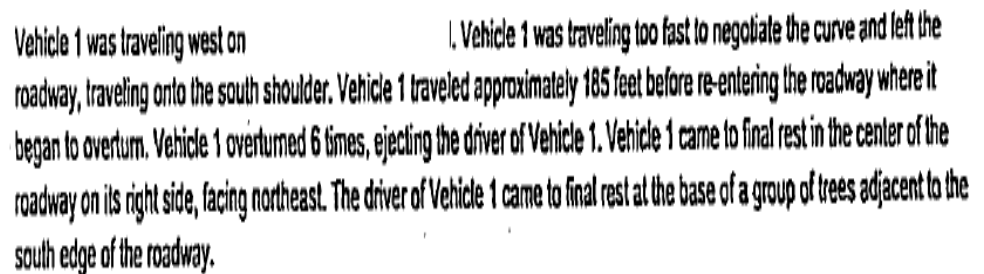 Vehicle 1 was traveling west on l. Vehicle 1 was traveling too fast to negotiate the curve and left the
roadway, traveling onto the south shoulder. Vehicle 1 traveled approximately 185 feet before re-entering the roadway where it
began to overturn. Vehicle 1 overturned 6 times, ejecting the driver of Vehicle 1. Vehicle 1 came to final rest in the center of the
roadway on its right side, facing northeast. The driver of Vehicle 1 came to final rest at the base of a group of trees adjacent to the
south edge of the roadway.